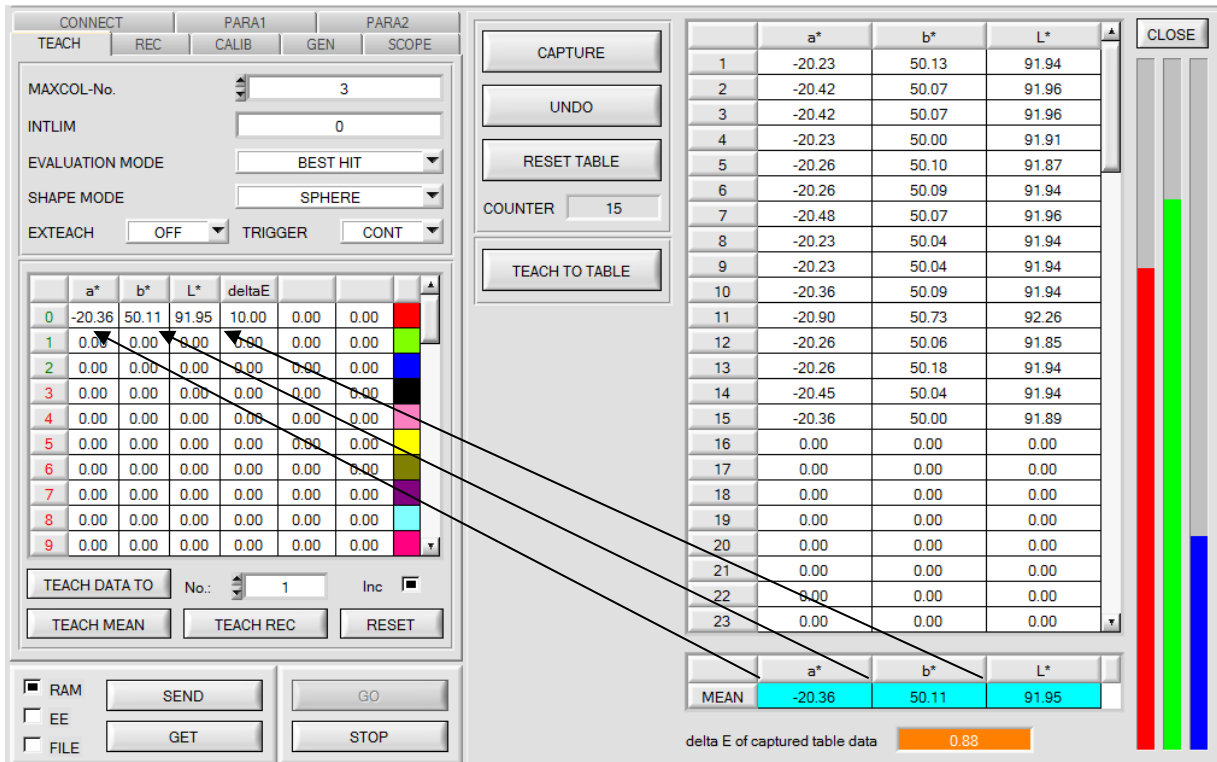 CONNECT PARA1 PARA2
TEACH REC CALIB GEN SCOPE
MAXCOL-No. 3
INTLIM 0
EVALUATION MODE BEST HIT
SHAPE MODE SPHERE
EXTEACH OFF TRIGGER CONT
a* b* L* deltaE
0 -20.36 50.11 91.95 10.00 0.00 0.00
1 0.00 0.00 0.00 0.00 0.00 0.00
2 0.00 0.00 0.00 0.00 0.00 0.00
3 0.00 0.00 0.00 0.00 0.00 0.00
4 0.00 0.00 0.00 0.00 0.00 0.00
5 0.00 0.00 0.00 0.00 0.00 0.00
6 0.00 0.00 0.00 0.00 0.00 0.00
7 0.00 0.00 0.00 0.00 0.00 0.00
8 0.00 0.00 0.00 0.00 0.00 0.00
9 0.00 0.00 0.00 0.00 0.00 0.00
TEACH DATA TO No.: 1 Inc
TEACH MEAN TEACH REC RESET
RAM SEND GO
EE
FILE GET STOP
CAPTURE
UNDO
RESET TABLE
COUNTER 15
TEACH TO TABLE
a* b* L*
1 -20.23 50.13 91.94
2 -20.42 50.07 91.96
3 -20.42 50.07 91.96
4 -20.23 50.00 91.91
5 -20.26 50.10 91.87
6 -20.26 50.09 91.94
7 -20.48 50.07 91.96
8 -20.23 50.04 91.94
9 -20.23 50.04 91.94
10 -20.36 50.09 91.94
11 -20.90 50.73 92.26
12 -20.26 50.06 91.85
13 -20.26 50.18 91.94
14 -20.45 50.04 91.94
15 -20.36 50.00 91.89
16 0.00 0.00 0.00
17 0.00 0.00 0.00
18 0.00 0.00 0.00
19 0.00 0.00 0.00
20 0.00 0.00 0.00
21 0.00 0.00 0.00
22 0.00 0.00 0.00
23 0.00 0.00 0.00
a* b* L*
MEAN -20.36 50.11 91.95
delta E of captured table data 0.88
CLOSE